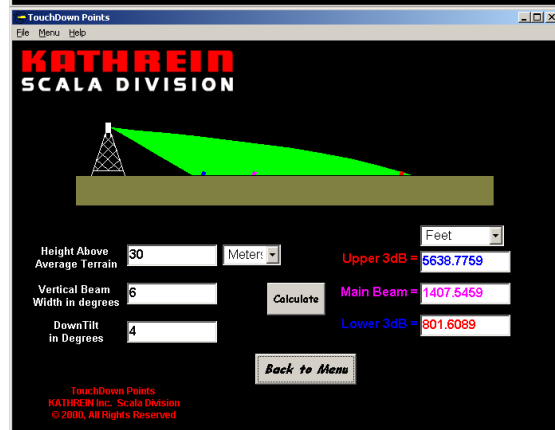 TouchDown Points
File Menu Help
KATHREIN
SCALA DIVISION
Feet
Height Above
Average Terrain
30
Meters
Upper 3dB =
5638.7759
Vertical Beam
Width in degrees
6
Calculate
Main Beam =
1407.5459
DownTilt
in Degrees
4
Lower 3dB =
801.6089
Back to Menu
TouchDown Points
KATHREIN Inc. Scala Division
© 2000, All Rights Reserved